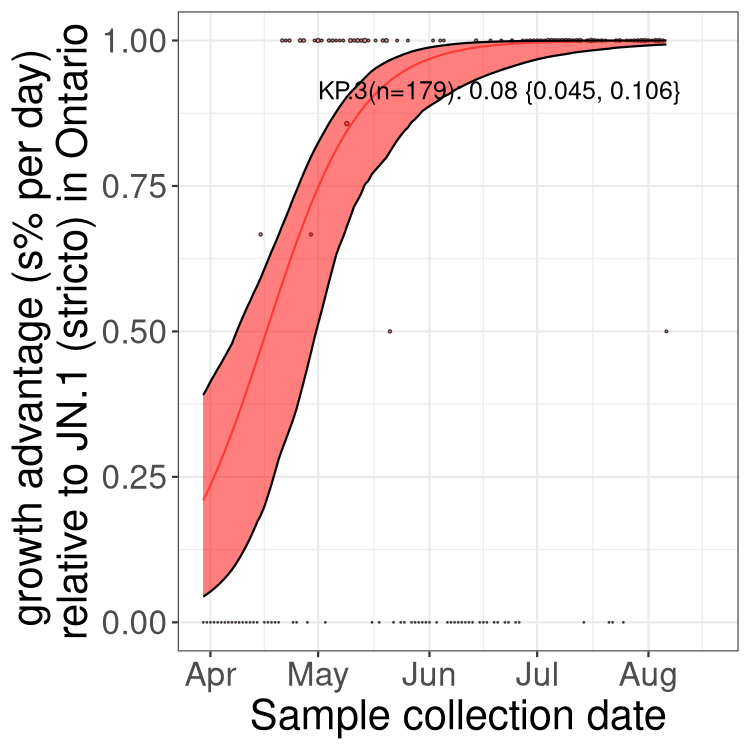 growth advantage (s% per day)
relative to JN.1 (stricto) in Ontario
1.00
0.75
0.50
0.25
0.00
KP.3(n=179): 0.08 {0.045, 0.106}
Apr May Jun Jul Aug
Sample collection date